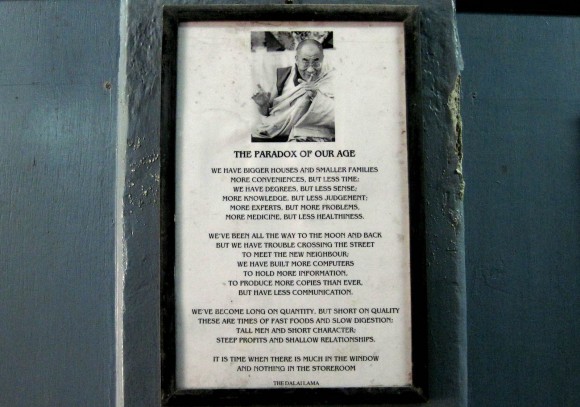 THE PARADOX OF OUR AGE
WE HAVE BIGGER HOUSES AND SMALLER FAMILIES
MORE CONVENIENCES, BUT LESS TIME;
WE HAVE DEGREES, BUT LESS SENSE;
MORE KNOWLEDGE, BUT LESS JUDGEMENT;
MORE EXPERTS, BUT MORE PROBLEMS,
MORE MEDICINE, BUT LESS HEALTHINESS.
WE'VE BEEN ALL THE WAY TO THE MOON AND BACK
BUT WE HAVE TROUBLE CROSSING THE STREET
TO MEET THE NEW NEIGHBOUR;
WE HAVE BUILT MORE COMPUTERS
TO HOLD MORE INFORMATION,
TO PRODUCE MORE COPIES THAN EVER,
BUT HAVE LESS COMMUNICATION.
WE'VE BECOME LONG ON QUANTITY, BUT SHORT ON QUALITY
THESE ARE TIMES OF FAST FOODS AND SLOW DIGESTION;
TALL MEN AND SHORT CHARACTER;
STEEP PROFITS AND SHALLOW RELATIONSHIPS.
IT IS TIME WHEN THERE IS MUCH IN THE WINDOW
AND NOTHING IN THE STOREROOM
THE DALAI LAMA